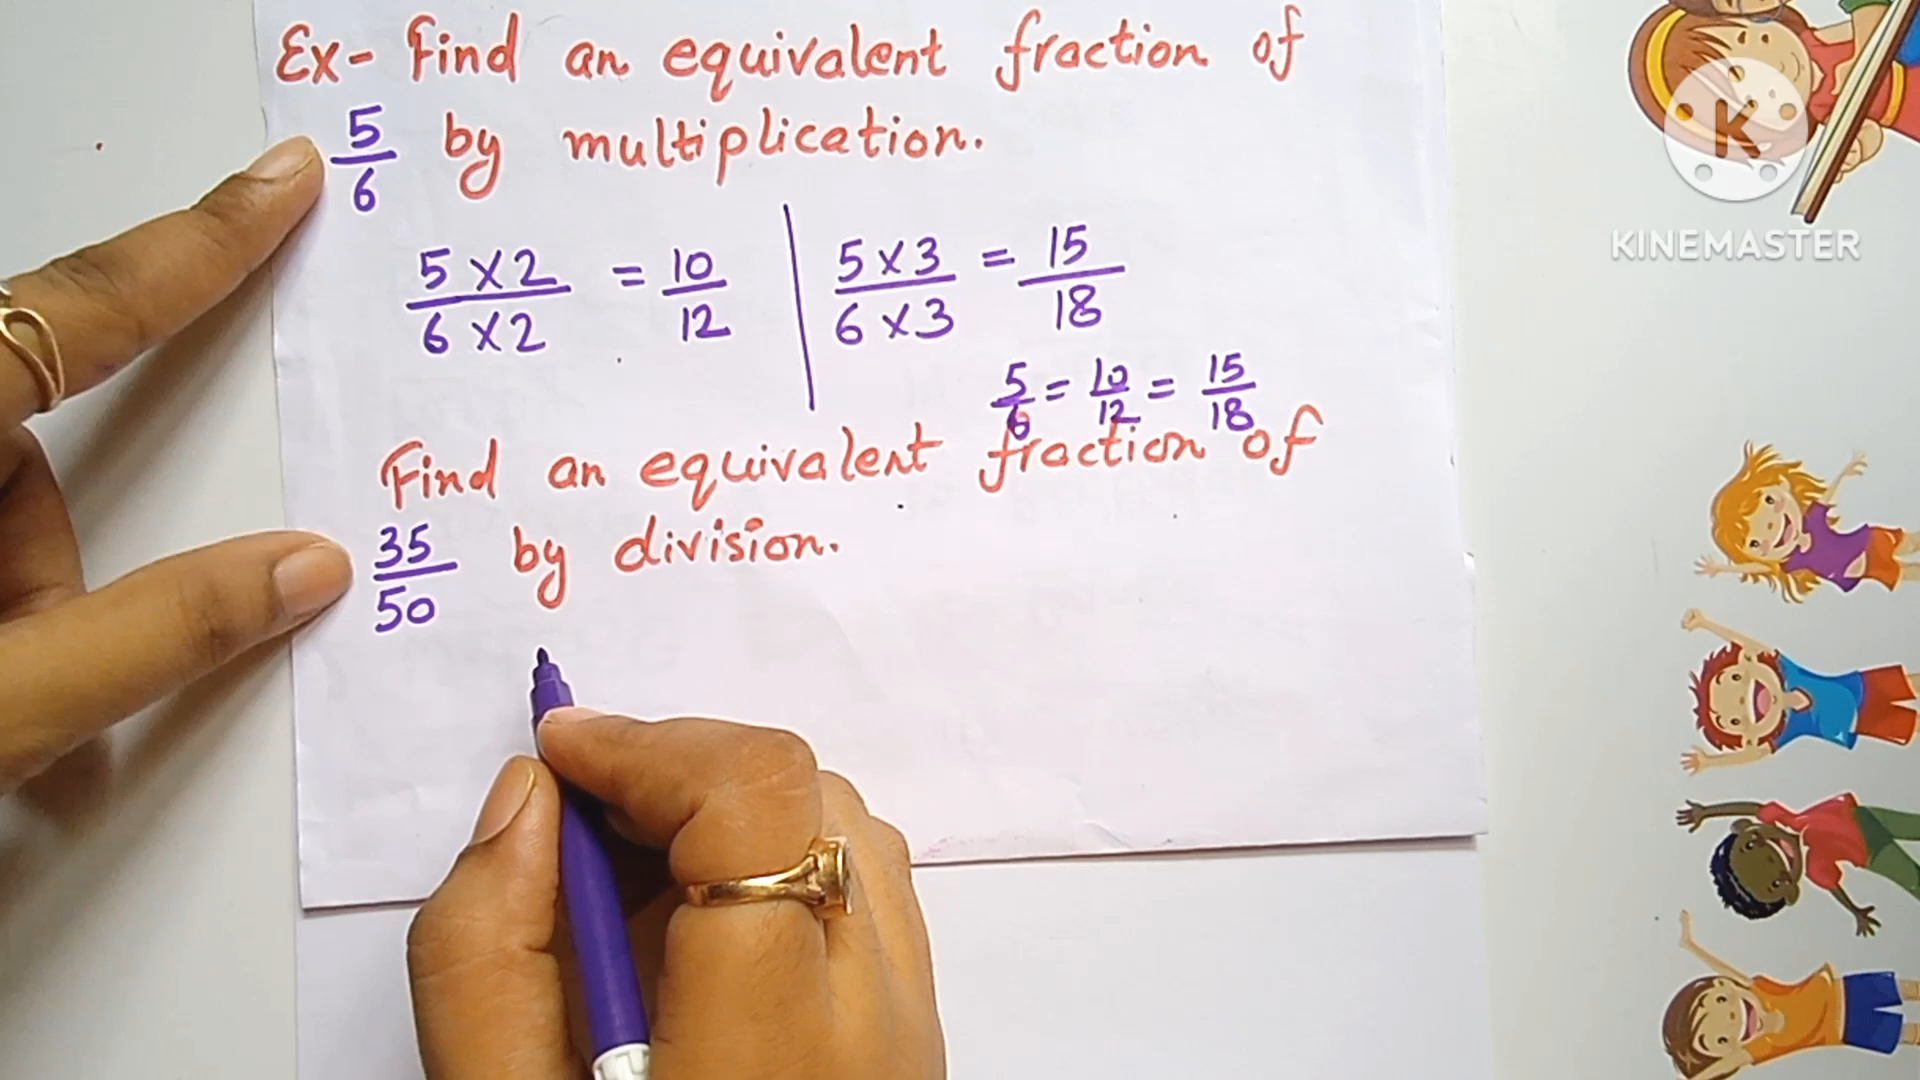 Ex- Find an equivalent fraction of
5/6 by multiplication.
5 x 2 / 6 x 2 = 10/12 | 5 x 3 / 6 x 3 = 15/18
5/6 = 10/12 = 15/18
Find an equivalent fraction of
35/50 by division.
K
KINEMASTER